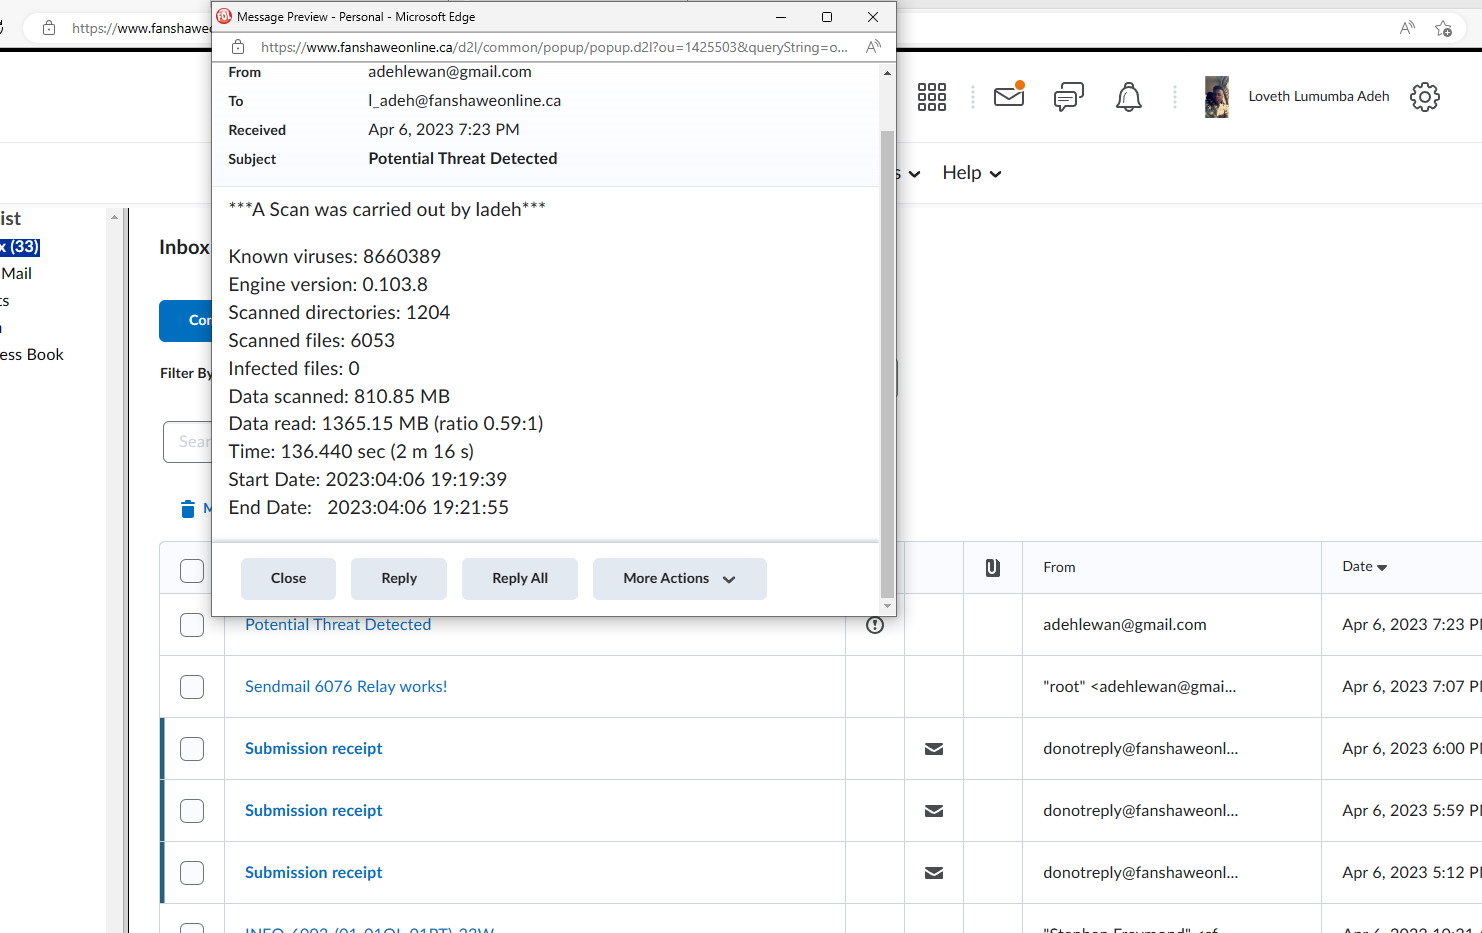 Message Preview - Personal - Microsoft Edge
https://www.fanshawe
https://www.fanshaweonline.ca/d2l/common/popup/popup.d2l?ou=1425503&queryString=o...
From adehlewan@gmail.com
To l_adeh@fanshaweonline.ca
Received Apr 6, 2023 7:23 PM
Subject Potential Threat Detected
Loveth Lumumba Adeh
s Help
***A Scan was carried out by ladeh***
Known viruses: 8660389
Engine version: 0.103.8
Scanned directories: 1204
Scanned files: 6053
Infected files: 0
Data scanned: 810.85 MB
Data read: 1365.15 MB (ratio 0.59:1)
Time: 136.440 sec (2 m 16 s)
Start Date: 2023:04:06 19:19:39
End Date: 2023:04:06 19:21:55
Close Reply Reply All More Actions
ist
x (33)
Mail
ts
ess Book
Inbox
Cor
Filter By
Sear
M
From Date
Potential Threat Detected adehlewan@gmail.com Apr 6, 2023 7:23 P
Sendmail 6076 Relay works! "root" <adehlewan@gmai... Apr 6, 2023 7:07 P
Submission receipt donotreply@fanshaweonl... Apr 6, 2023 6:00 P
Submission receipt donotreply@fanshaweonl... Apr 6, 2023 5:59 P
Submission receipt donotreply@fanshaweonl... Apr 6, 2023 5:12 P